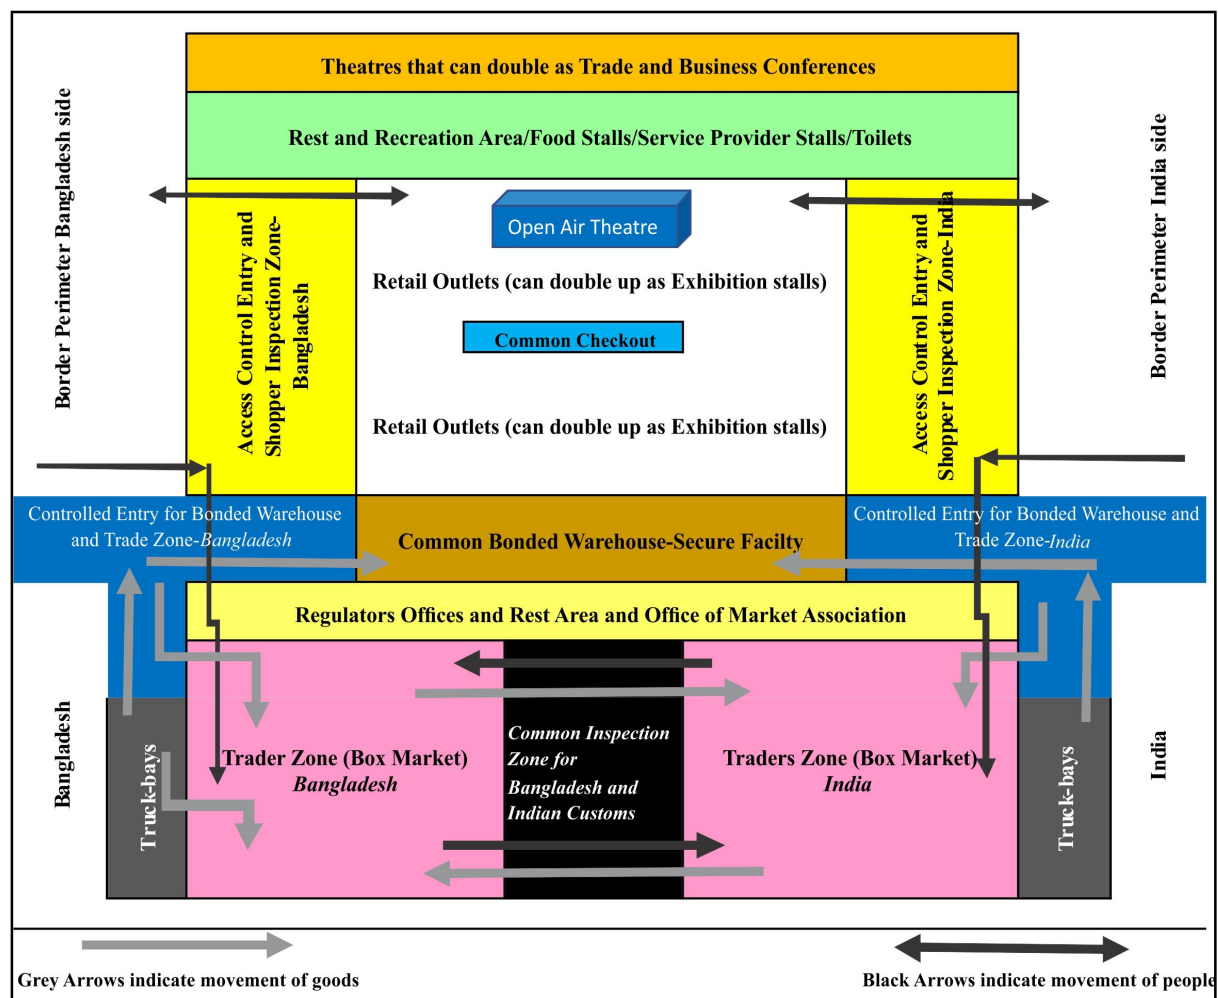 Theatres that can double as Trade and Business Conferences
Rest and Recreation Area/Food Stalls/Service Provider Stalls/Toilets
Border Perimeter Bangladesh side
Access Control Entry and
Shopper Inspection Zone-
Bangladesh
Open Air Theatre
Retail Outlets (can double up as Exhibition stalls)
Common Checkout
Retail Outlets (can double up as Exhibition stalls)
Access Control Entry and
Shopper Inspection Zone-India
Border Perimeter India side
Controlled Entry for Bonded Warehouse
and Trade Zone-Bangladesh
Common Bonded Warehouse-Secure Facilty
Controlled Entry for Bonded Warehouse and
Trade Zone-India
Regulators Offices and Rest Area and Office of Market Association
Bangladesh
Truck-bays
Trader Zone (Box Market)
Bangladesh
Common Inspection
Zone for
Bangladesh and
Indian Customs
Traders Zone (Box Market)
India
Truck-bays
India
Grey Arrows indicate movement of goods
Black Arrows indicate movement of people